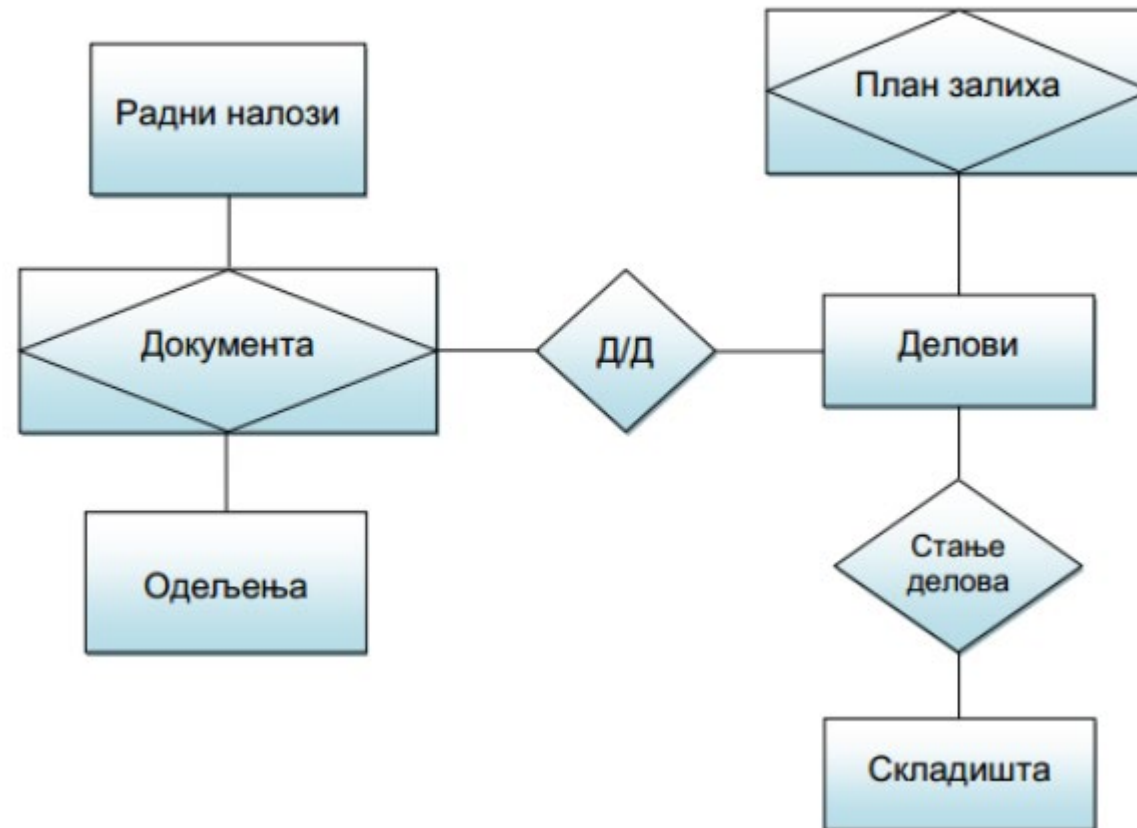 План залиха
Радни налози
Документа
Д/Д
Делови
Стање
делова
Одељења
Складишта